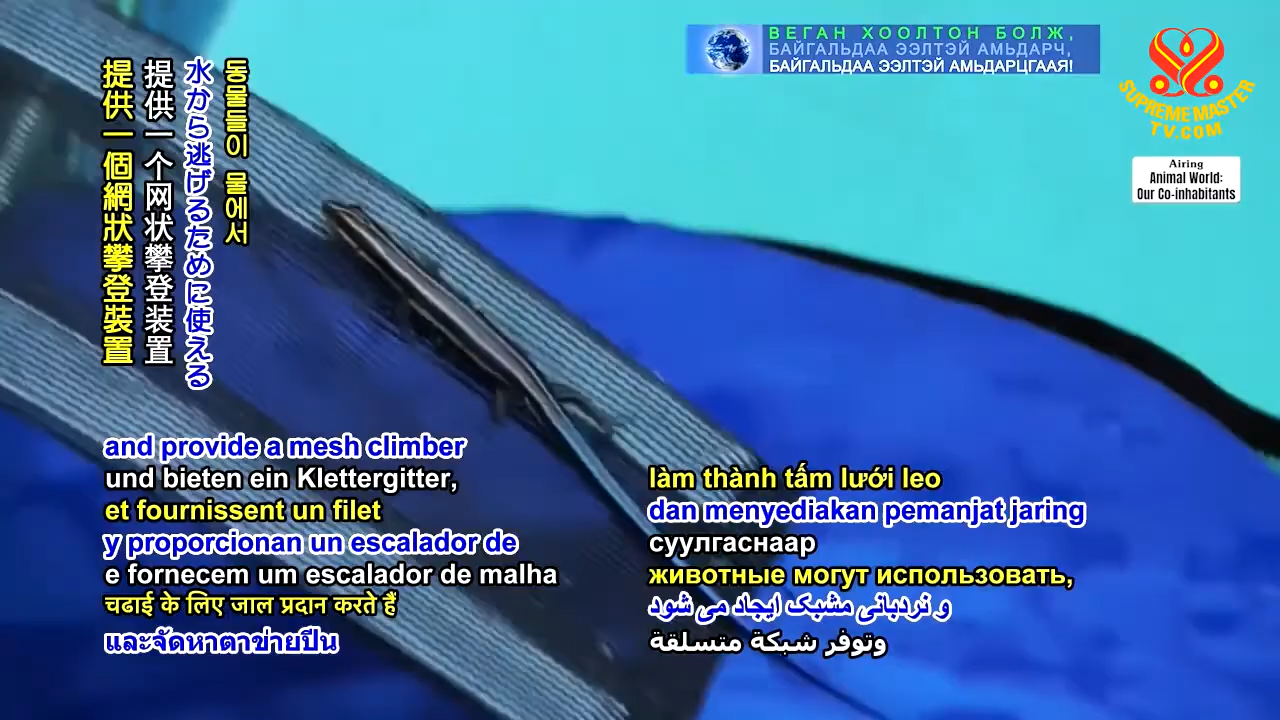 ВЕГАН ХООЛТОН БОЛЖ,
БАЙГАЛЬДАА ЭЭЛТЭЙ АМЬДАРЧ,
БАЙГАЛЬДАА ЭЭЛТЭЙ АМЬДАРЦГААЯ!
SUPREME MASTER
TV.COM
Airing
Animal World:
Our Co-inhabitants
동물들이 물에서
水から逃げるために使える
提供一个网状攀登装置
提供一個網狀攀登裝置
and provide a mesh climber
und bieten ein Klettergitter,
et fournissent un filet
y proporcionan un escalador de
e fornecem um escalador de malha
चढाई के लिए जाल प्रदान करते हैं
และจัดหาตาข่ายปีน
làm thành tấm lưới leo
dan menyediakan pemanjat jaring
суулгаснаар
животные могут использовать,
و نردبانی مشبک ایجاد می شود
وتوفر شبكة متسلقة